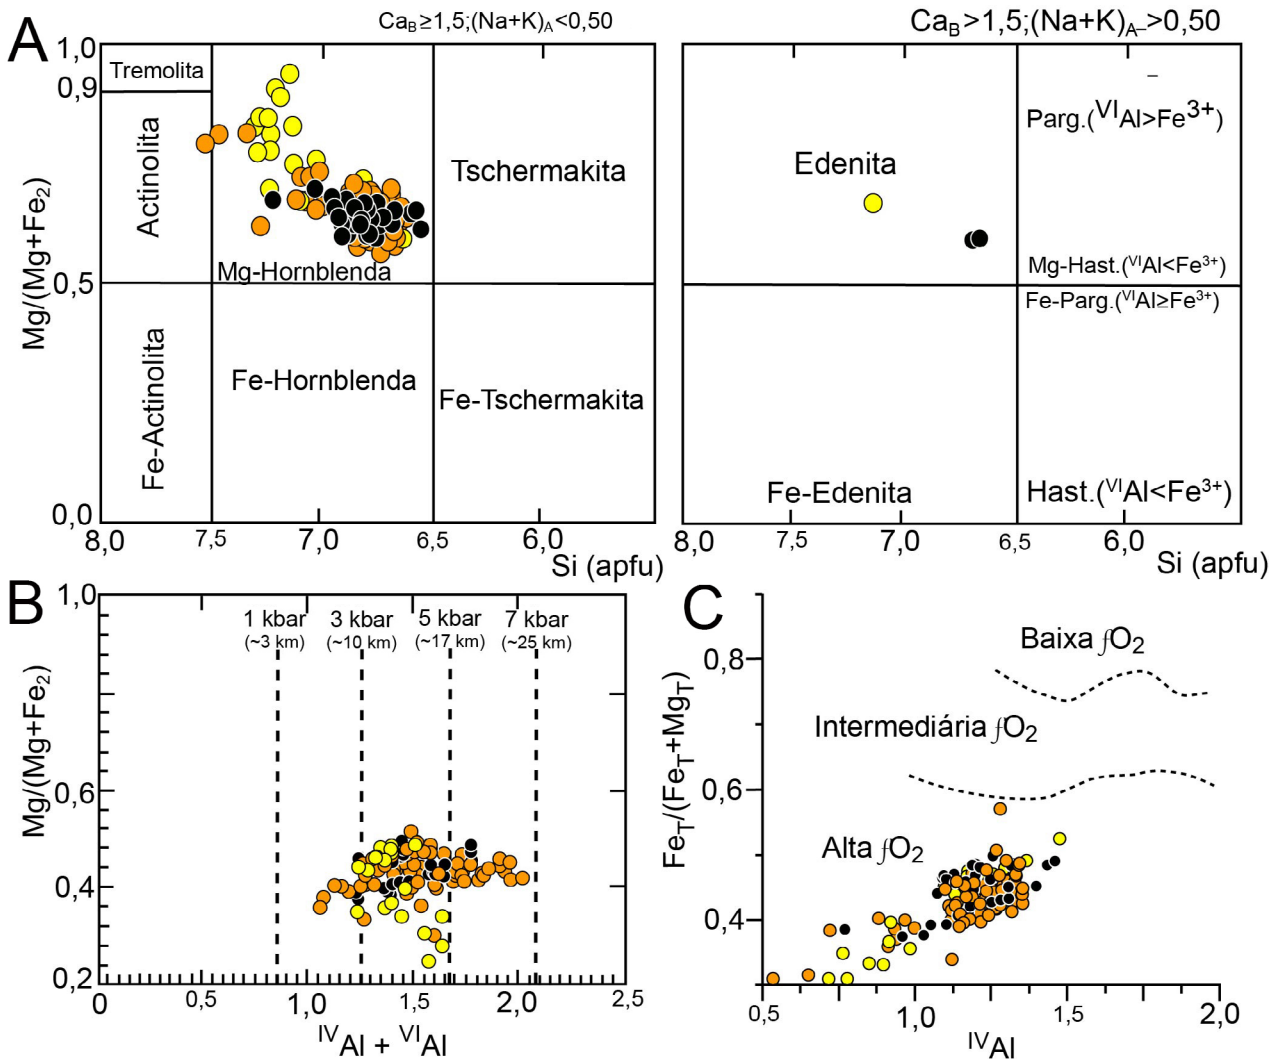 A
Ca_B≥1,5;(Na+K)_A<0,50
Ca_B>1,5;(Na+K)_A–>0,50
1,0
0,9
0,5
0,0
Mg/(Mg+Fe₂)
Tremolita
Actinolita
Fe-Actinolita
Mg-Hornblenda
Fe-Hornblenda
Tschermakita
Fe-Tschermakita
8,0
7,5
7,0
6,5
6,0
Si (apfu)
–
Parg.(ⱽᴵAl>Fe³⁺)
Edenita
Mg-Hast.(ⱽᴵAl<Fe³⁺)
Fe-Parg.(ⱽᴵAl≥Fe³⁺)
Fe-Edenita
Hast.(ⱽᴵAl<Fe³⁺)
8,0
7,5
7,0
6,5
6,0
Si (apfu)
B
1,0
0,6
0,4
0,2
Mg/(Mg+Fe₂)
1 kbar
(~3 km)
3 kbar
(~10 km)
5 kbar
(~17 km)
7 kbar
(~25 km)
0
0,5
1,0
1,5
2,0
2,5
ᴵⱽAl + ⱽᴵAl
C
0,8
0,6
0,4
Fe_T/(Fe_T+Mg_T)
Baixa ƒO₂
Intermediária ƒO₂
Alta ƒO₂
0,5
1,0
1,5
2,0
ᴵⱽAl